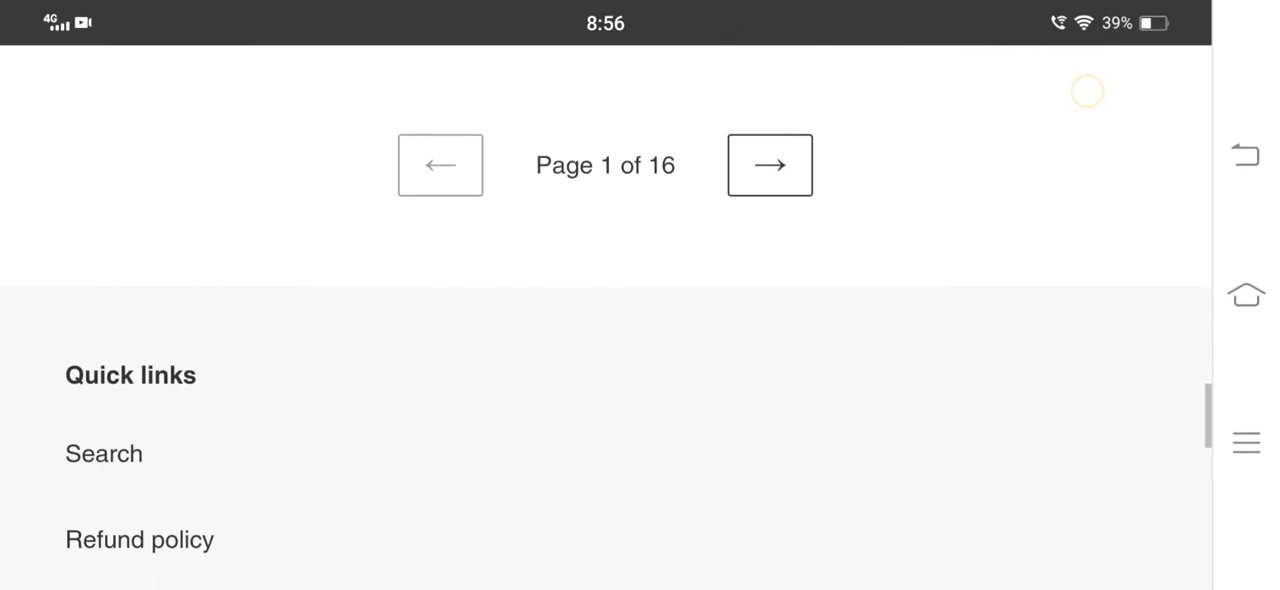 4G 8:56 39%
← Page 1 of 16 →
Quick links
Search
Refund policy